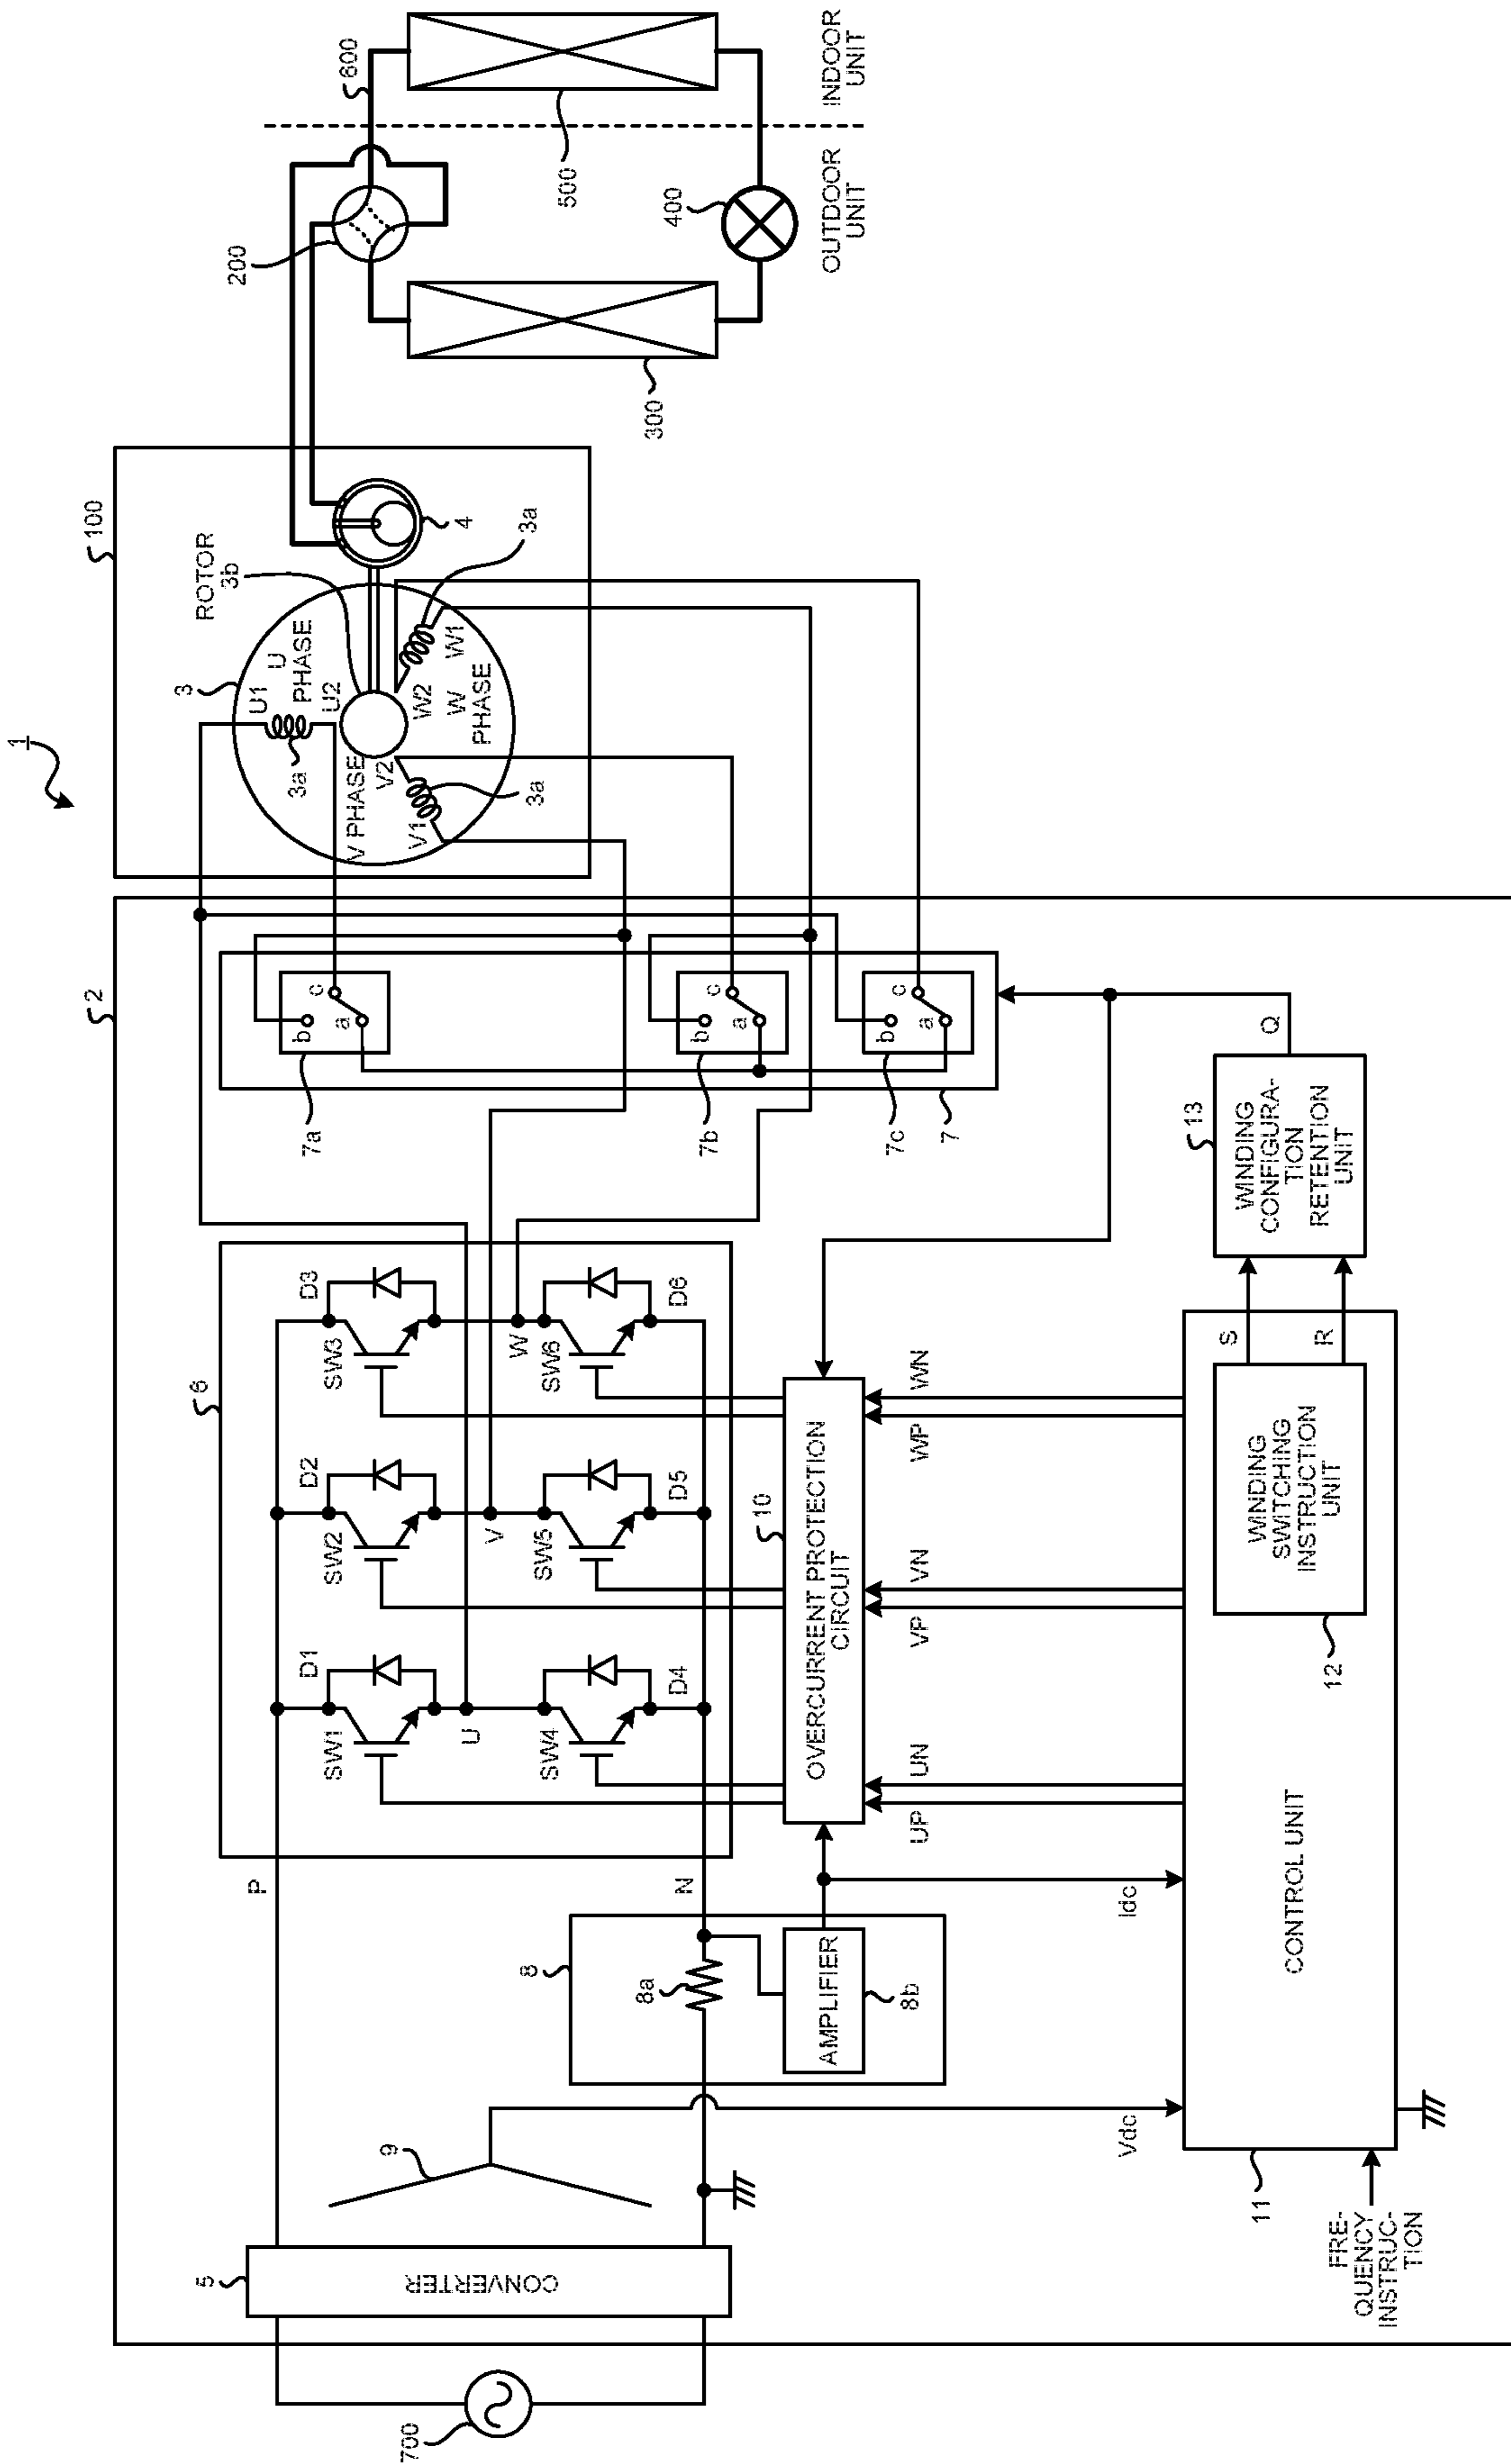 1
2
100
3
ROTOR
3b
U1
U
PHASE
U2
3a
V PHASE
V2
V1
3a
W2
W
PHASE
W1
3a
4
200
600
500
300
400
OUTDOOR
UNIT
INDOOR
UNIT
700
5
CONVERTER
9
P
N
8
8a
AMPLIFIER
8b
6
SW1
D1
SW2
D2
SW3
D3
U
V
W
SW4
D4
SW5
D5
SW6
D6
7a
b
a
c
7b
b
a
c
7c
b
a
c
7
10
OVERCURRENT PROTECTION
CIRCUIT
Vdc
Idc
UP
UN
VP
VN
WP
WN
11
CONTROL UNIT
FRE-
QUENCY
INSTRUC-
TION
12
WINDING
SWITCHING
INSTRUCTION
UNIT
S
R
13
WINDING
CONFIGURA-
TION
RETENTION
UNIT
Q